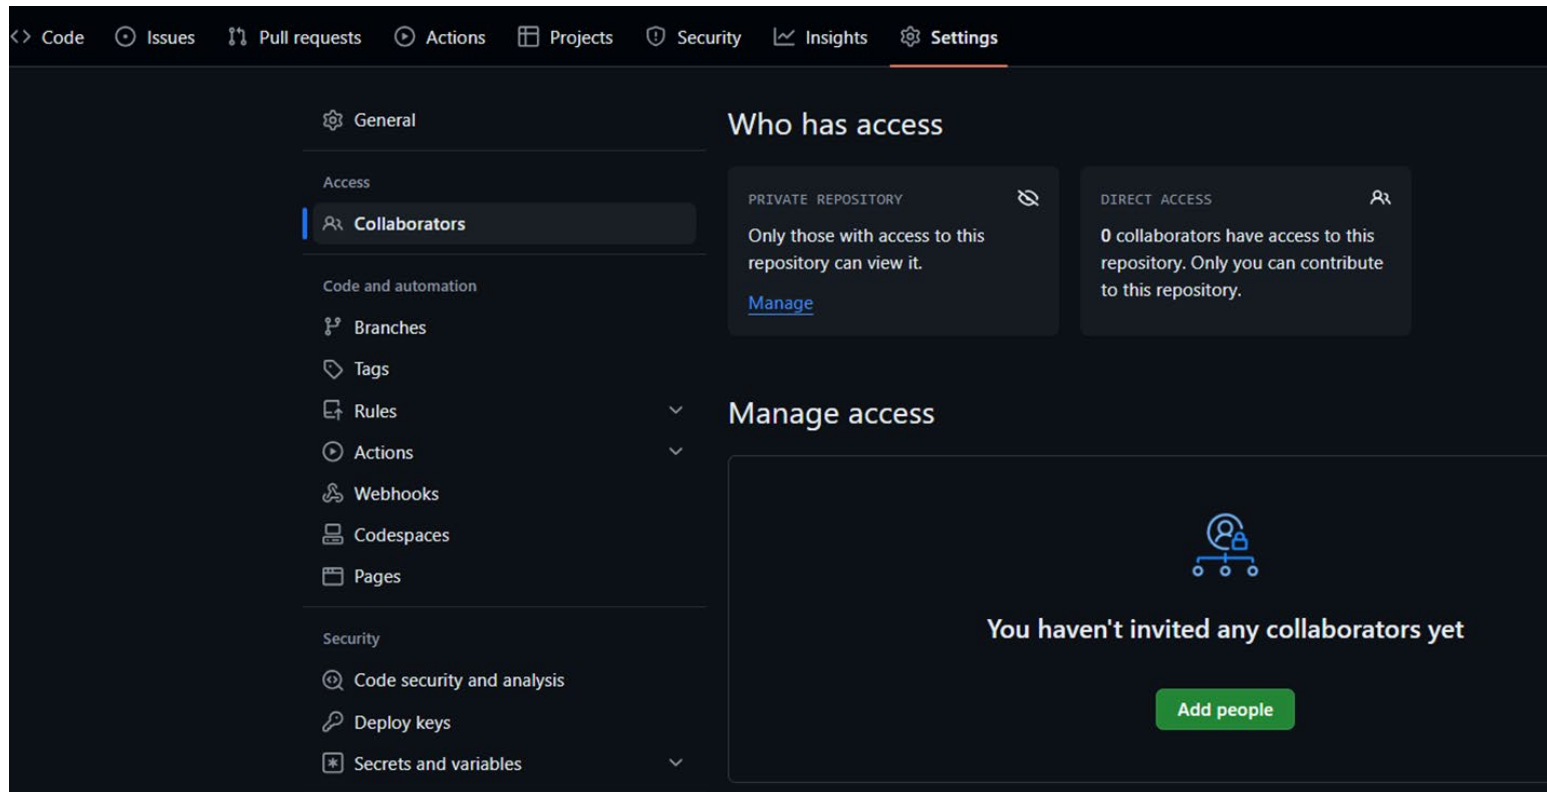 Code Issues Pull requests Actions Projects Security Insights Settings
General
Access
Collaborators
Code and automation
Branches
Tags
Rules
Actions
Webhooks
Codespaces
Pages
Security
Code security and analysis
Deploy keys
Secrets and variables
Who has access
PRIVATE REPOSITORY
Only those with access to this
repository can view it.
Manage
DIRECT ACCESS
0 collaborators have access to this
repository. Only you can contribute
to this repository.
Manage access
You haven't invited any collaborators yet
Add people